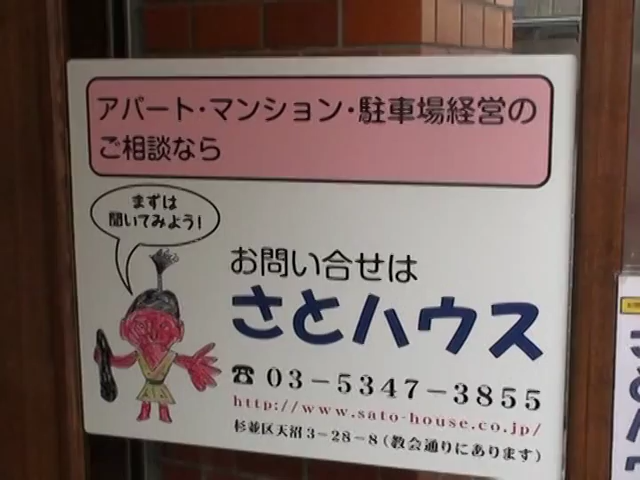 アパート・マンション・駐車場経営の
ご相談なら
まずは
聞いてみよう!
お問い合せは
さとハウス
☎03-5347-3855
http://www.sato-house.co.jp/
杉並区天沼3-28-8(教会通りにあります)